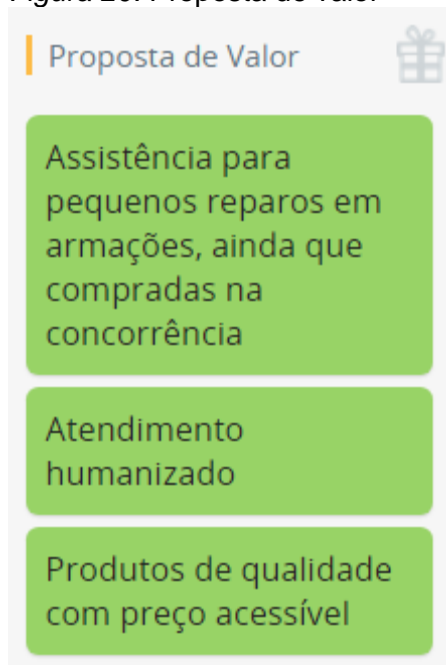 Proposta de Valor
Assistência para
pequenos reparos em
armações, ainda que
compradas na
concorrência
Atendimento
humanizado
Produtos de qualidade
com preço acessível